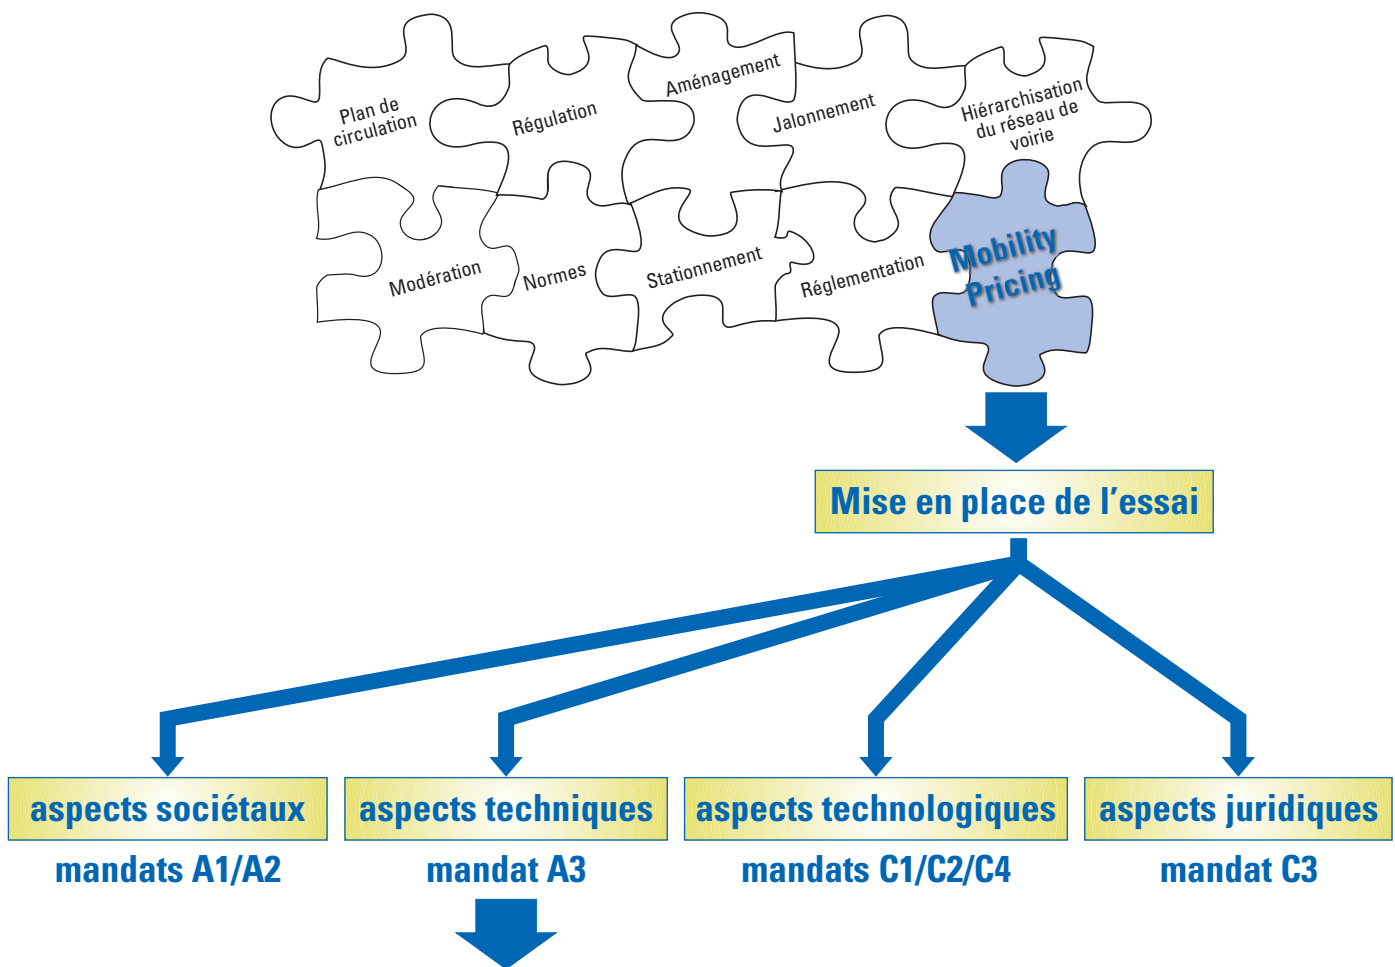 Plan de
circulation
Régulation
Aménagement
Jalonnement
Hiérarchisation
du réseau de
voirie
Modération
Normes
Stationnement
Réglementation
Mobility
Pricing
Mise en place de l’essai
aspects sociétaux
aspects techniques
aspects technologiques
aspects juridiques
mandats A1/A2
mandat A3
mandats C1/C2/C4
mandat C3